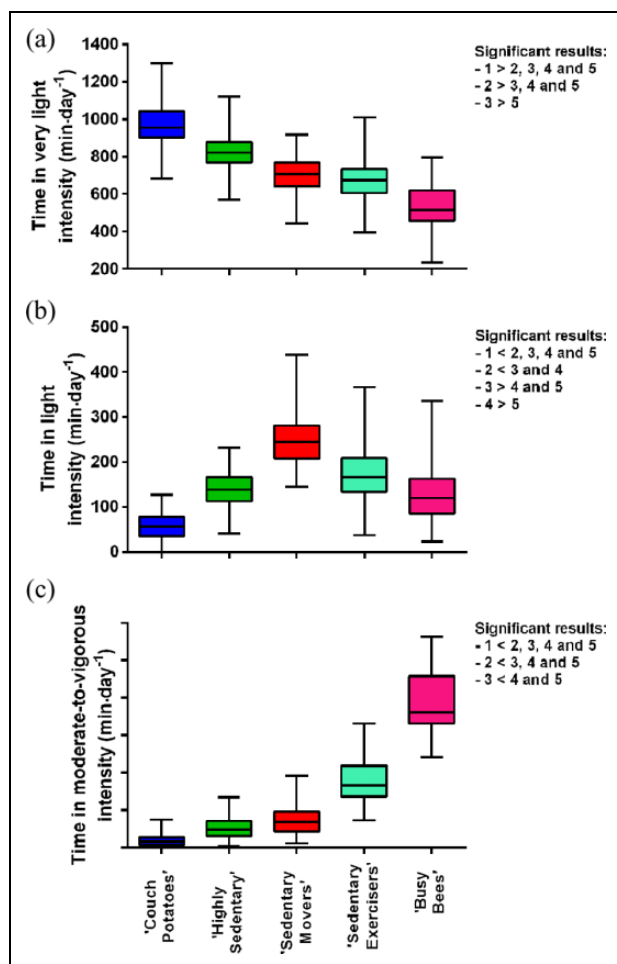 (a)
Time in very light
intensity (min·day⁻¹)
1400
1200
1000
800
600
400
200
Significant results:
- 1 > 2, 3, 4 and 5
- 2 > 3, 4 and 5
- 3 > 5
(b)
Time in light
intensity (min·day⁻¹)
500
400
300
200
100
0
Significant results:
- 1 < 2, 3, 4 and 5
- 2 < 3 and 4
- 3 > 4 and 5
- 4 > 5
(c)
Time in moderate-to-vigorous
intensity (min·day⁻¹)
Significant results:
- 1 < 2, 3, 4 and 5
- 2 < 3, 4 and 5
- 3 < 4 and 5
'Couch
Potatoes'
'Highly
Sedentary'
'Sedentary
Movers'
'Sedentary
Exercisers'
'Busy
Bees'